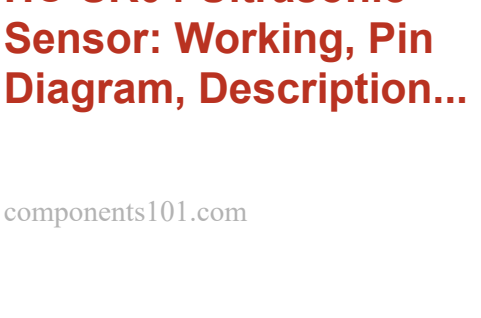 Sensor: Working, Pin
Diagram, Description...
components101.com